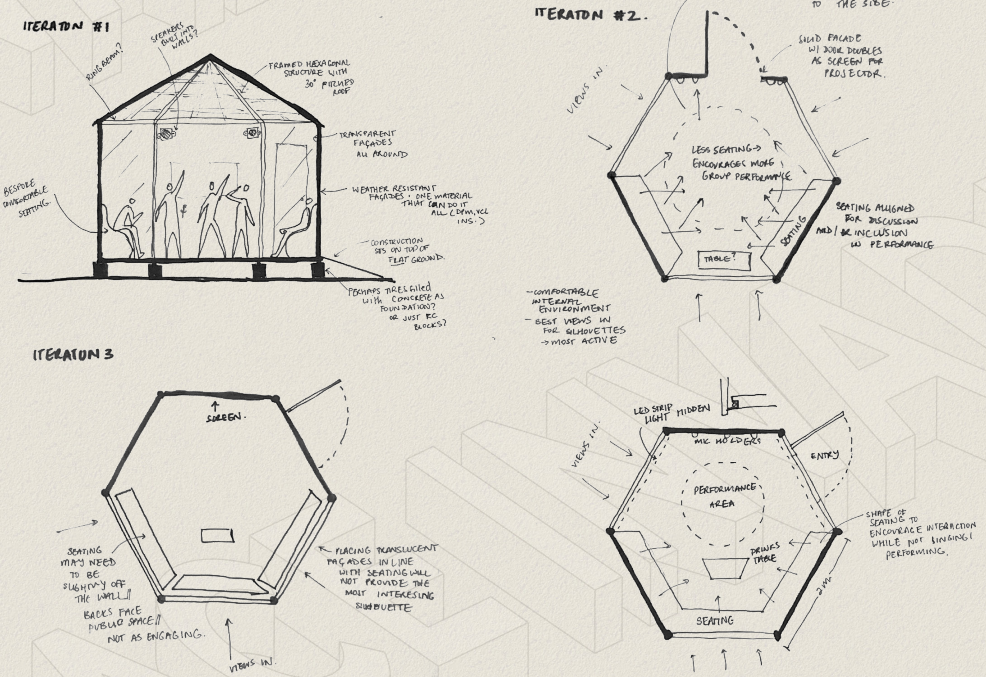 ITERATON #1
RING BEAM?
SPEAKERS
BUILT INTO
WALLS?
FRAMED HEXAGONAL
STRUCTURE WITH
30° PITCHED
ROOF
TRANSPARENT
FAÇADES
ALL AROUND
BESPOKE
COMFORTABLE
SEATING.
WEATHER RESISTANT
FAÇADES · ONE MATERIAL
THAT CAN DO IT
ALL (DPM, VCL
INS.)
CONSTRUCTION
SITS ON TOP OF
FLAT GROUND.
PERHAPS TIRES filled
with CONCRETE AS
FOUNDATION?
OR JUST RC
BLOCKS?
ITERATON #2.
TO THE SIDE.
SOLID FACADE
W/ DOOR DOUBLES
AS SCREEN FOR
PROJECTOR.
VIEWS IN.
LESS SEATING →
ENCOURAGES MORE
GROUP PERFORMANCE
SEATING ALLIGNED
FOR DISCUSSION
AND/OR INCLUSION
IN PERFORMANCE
SEATING
TABLE?
- COMFORTABLE
INTERNAL
ENVIRONMENT
- BEST VIEWS IN
FOR SILHOUETTES
→ MOST ACTIVE
ITERATON 3
SCREEN.
SEATING
MAY NEED
TO BE
SLIGHTLY OFF
THE WALL!!
BACKS FACE
PUBLIC SPACE!!
NOT AS ENGAGING.
PLACING TRANSLUCENT
FAÇADES IN LINE
WITH SEATING WILL
NOT PROVIDE THE
MOST INTERESING
SILHOUETTE
VIEWS IN.
LED STRIP
LIGHT HIDDEN
MIC HOLDERS
VIEWS IN.
ENTRY
PERFORMANCE
AREA
SHAPE OF
SEATING TO
ENCOURAGE INTERACTION
WHILE NOT SINGING/
PERFORMING.
DRINKS
TABLE
2m.
SEATING